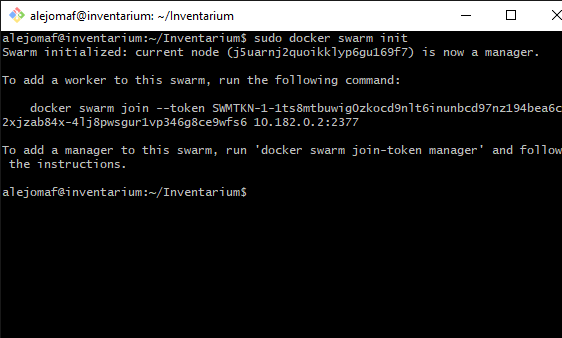 alejomaf@inventarium: ~/Inventarium
alejomaf@inventarium:~/Inventarium$ sudo docker swarm init
Swarm initialized: current node (j5uarnj2quoikklyp6gu169f7) is now a manager.
To add a worker to this swarm, run the following command:
docker swarm join --token SWMTKN-1-1ts8mtbuwig0zkocd9nlt6inunbcd97nz194bea6c
2xjzab84x-4lj8pwsgur1vp346g8ce9wfs6 10.182.0.2:2377
To add a manager to this swarm, run 'docker swarm join-token manager' and follow
the instructions.
alejomaf@inventarium:~/Inventarium$